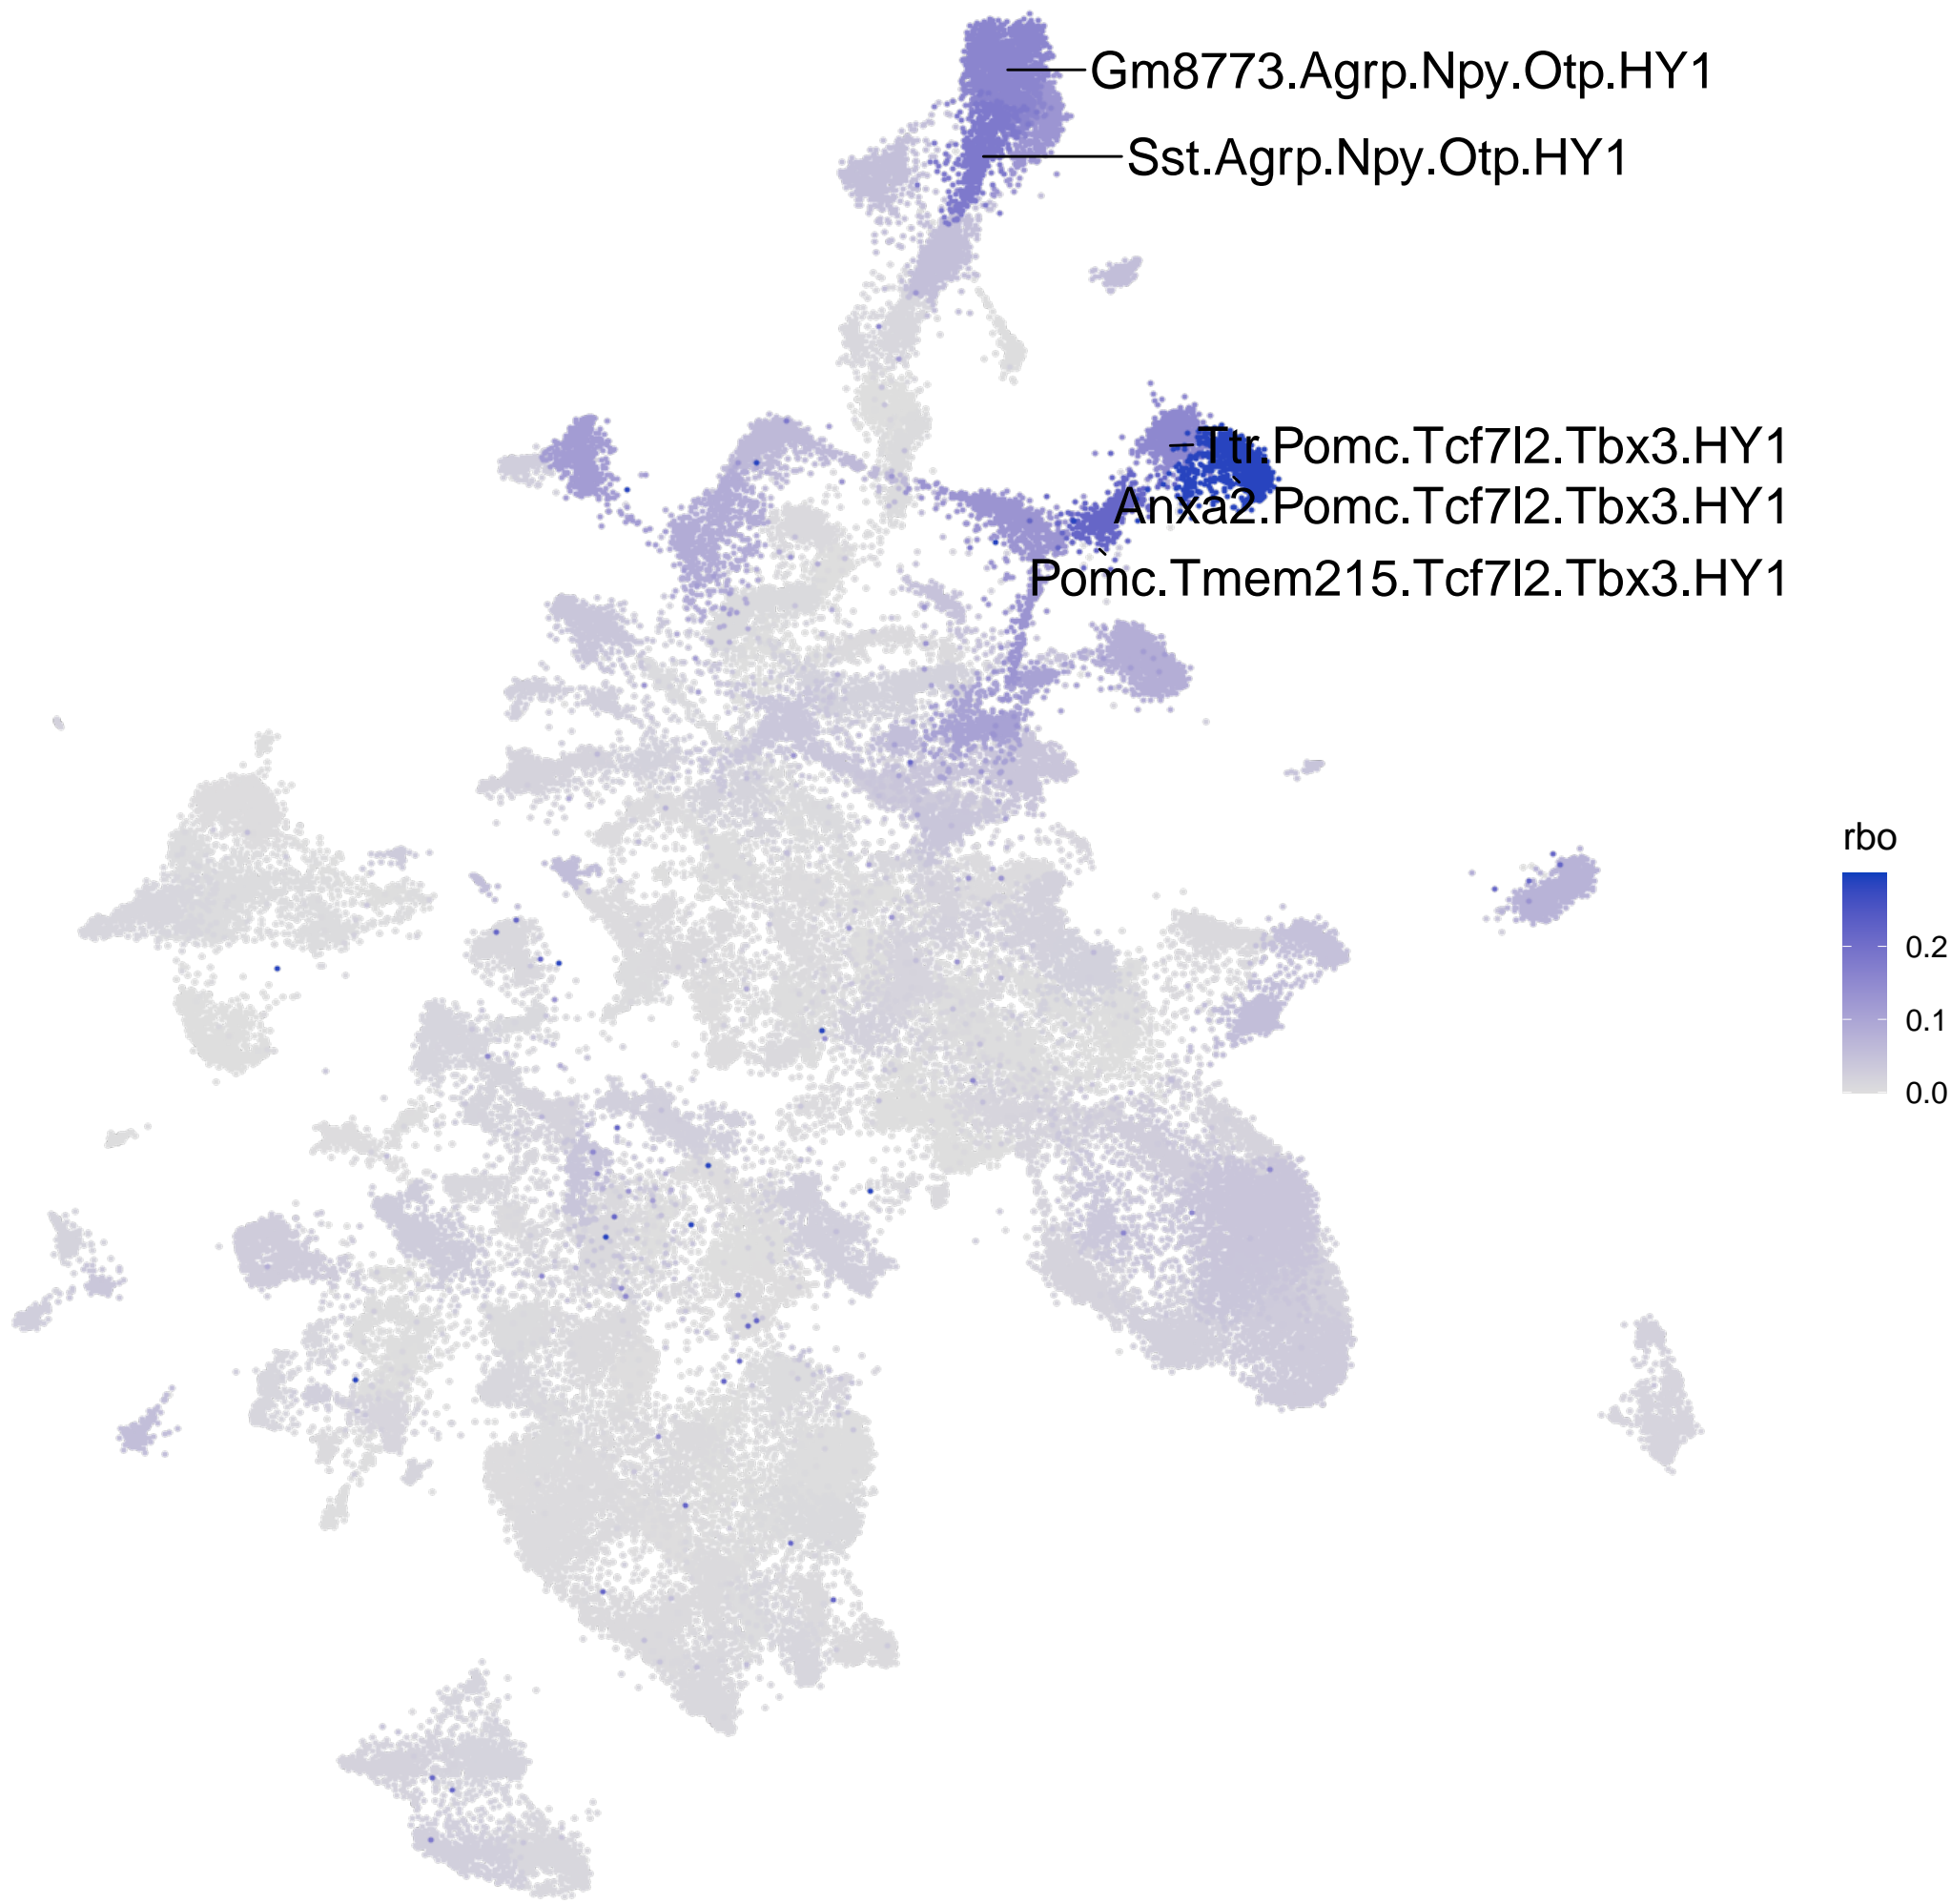 Gm8773.Agrp.Npy.Otp.HY1
Sst.Agrp.Npy.Otp.HY1
Ttr.Pomc.Tcf7l2.Tbx3.HY1
Anxa2.Pomc.Tcf7l2.Tbx3.HY1
Pomc.Tmem215.Tcf7l2.Tbx3.HY1
rbo
0.2
0.1
0.0